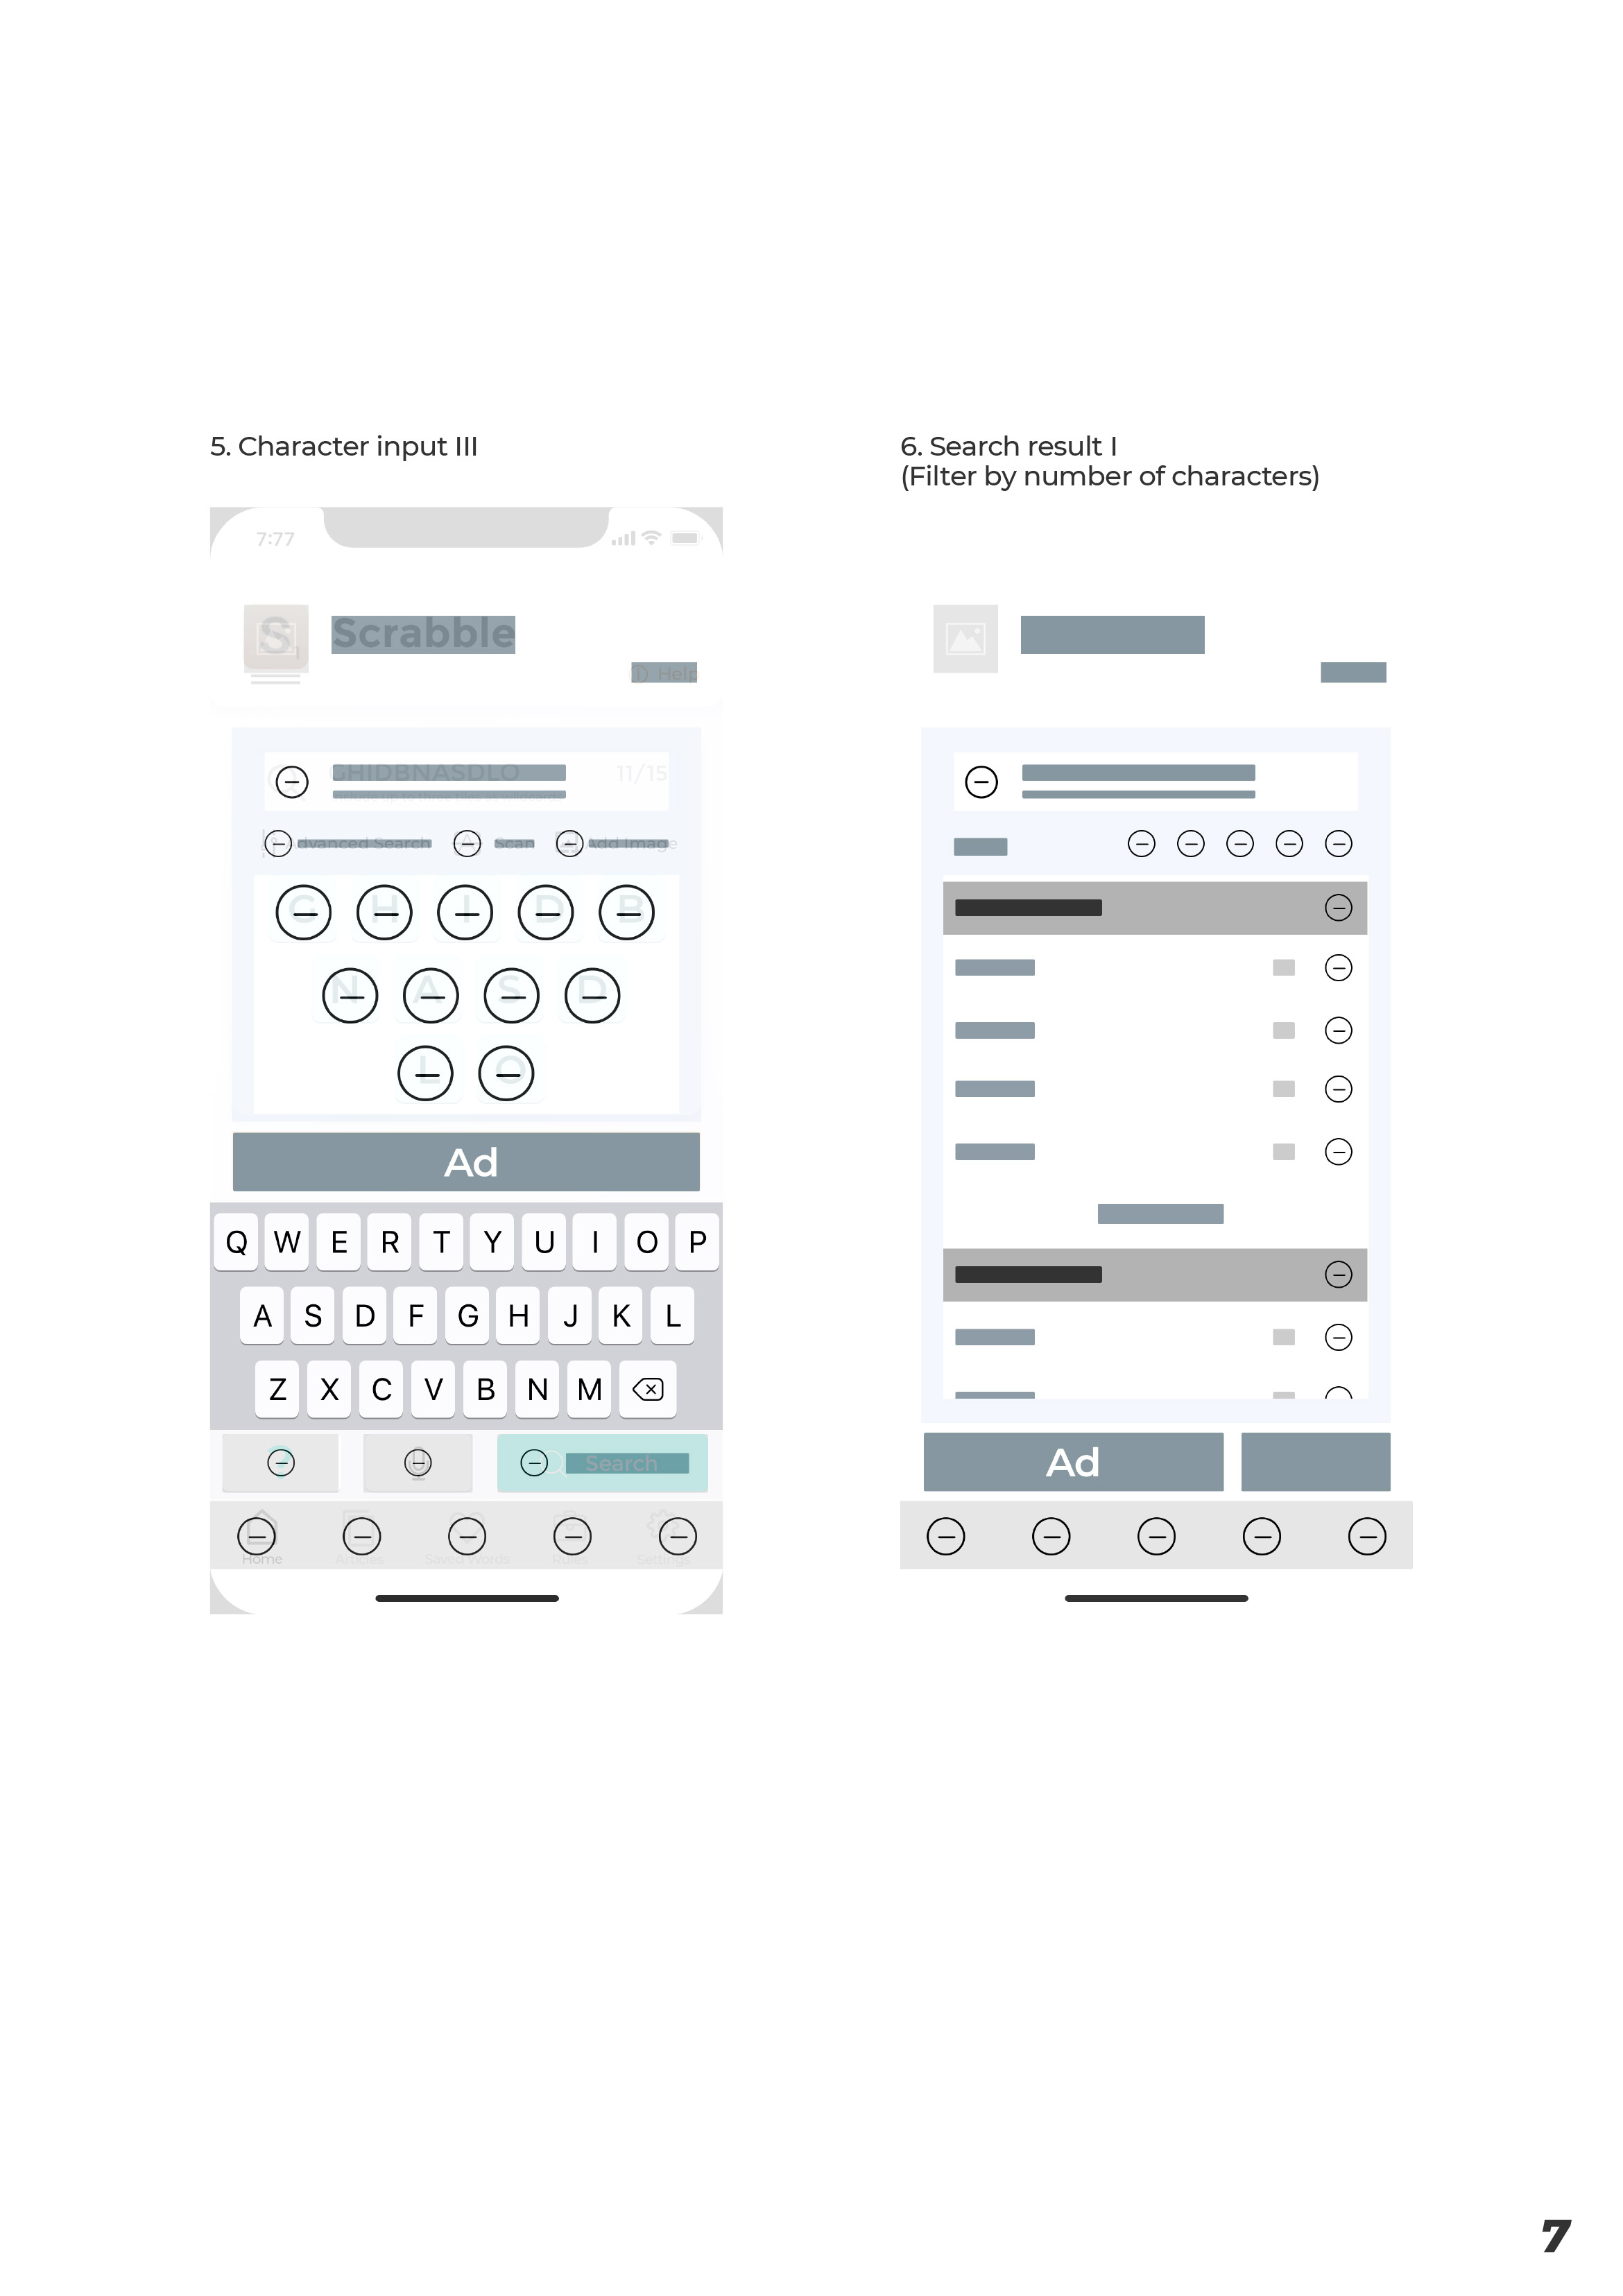 5. Character input III
6. Search result I
(Filter by number of characters)
7:77
S
Scrabble
Help
GHIDBNASDLO
11/15
Advanced Search
Scan
Add Image
G H I D B
N A S D
L O
Ad
Q W E R T Y U I O P
A S D F G H J K L
Z X C V B N M
?
Search
Home
Articles
Saved Words
Rules
Settings
Ad
7